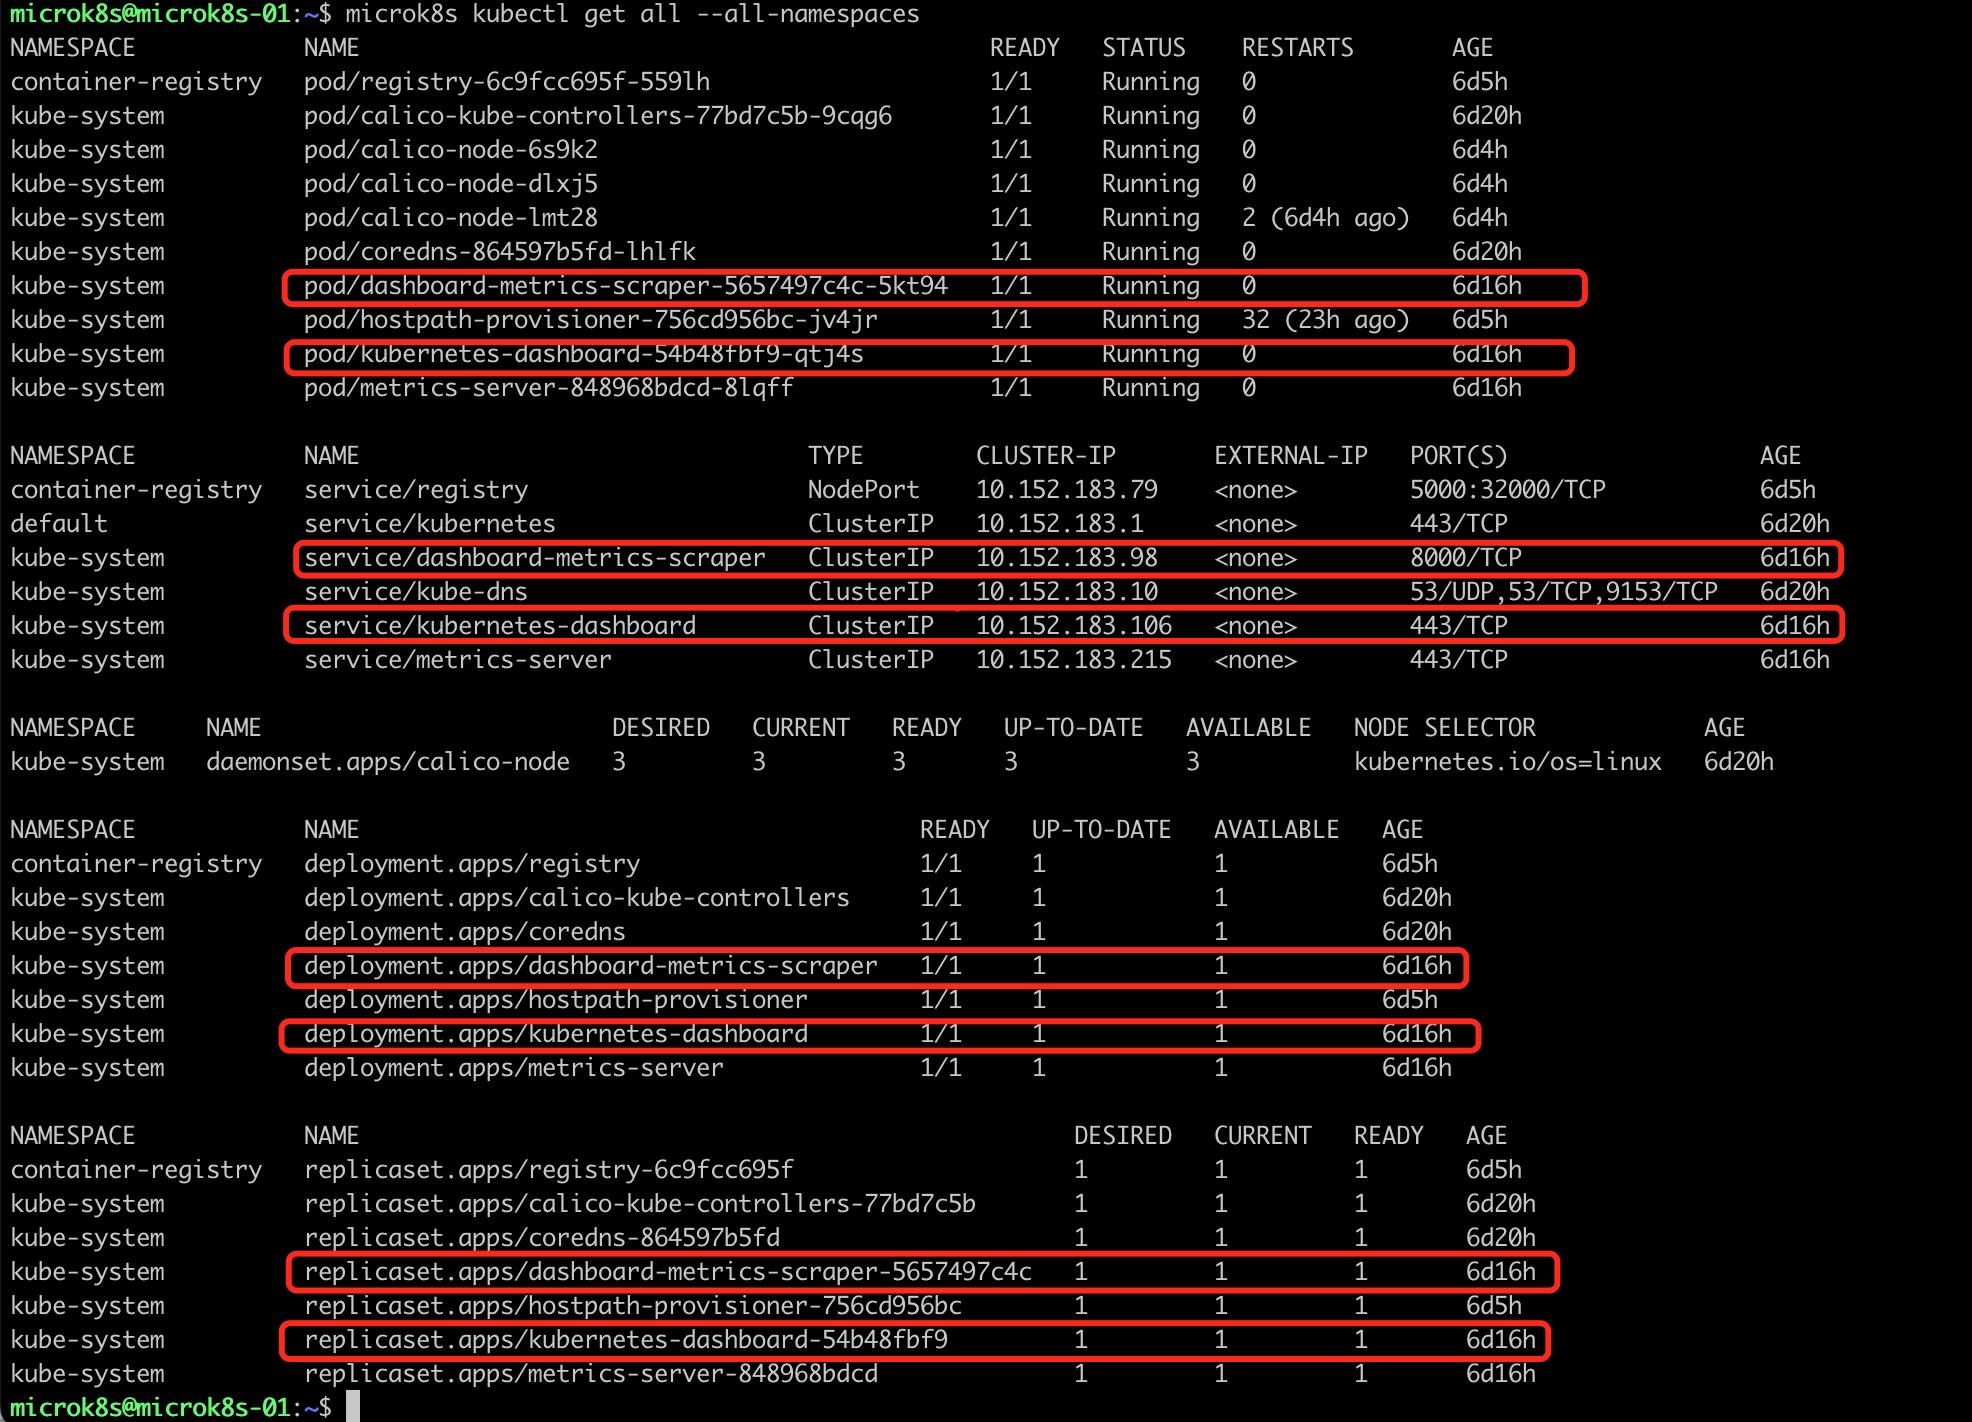 microk8s@microk8s-01:~$ microk8s kubectl get all --all-namespaces
NAMESPACE NAME READY STATUS RESTARTS AGE
container-registry pod/registry-6c9fcc695f-559lh 1/1 Running 0 6d5h
kube-system pod/calico-kube-controllers-77bd7c5b-9cqg6 1/1 Running 0 6d20h
kube-system pod/calico-node-6s9k2 1/1 Running 0 6d4h
kube-system pod/calico-node-dlxj5 1/1 Running 0 6d4h
kube-system pod/calico-node-lmt28 1/1 Running 2 (6d4h ago) 6d4h
kube-system pod/coredns-864597b5fd-lhlfk 1/1 Running 0 6d20h
kube-system pod/dashboard-metrics-scraper-5657497c4c-5kt94 1/1 Running 0 6d16h
kube-system pod/hostpath-provisioner-756cd956bc-jv4jr 1/1 Running 32 (23h ago) 6d5h
kube-system pod/kubernetes-dashboard-54b48fbf9-qtj4s 1/1 Running 0 6d16h
kube-system pod/metrics-server-848968bdcd-8lqff 1/1 Running 0 6d16h
NAMESPACE NAME TYPE CLUSTER-IP EXTERNAL-IP PORT(S) AGE
container-registry service/registry NodePort 10.152.183.79 <none> 5000:32000/TCP 6d5h
default service/kubernetes ClusterIP 10.152.183.1 <none> 443/TCP 6d20h
kube-system service/dashboard-metrics-scraper ClusterIP 10.152.183.98 <none> 8000/TCP 6d16h
kube-system service/kube-dns ClusterIP 10.152.183.10 <none> 53/UDP,53/TCP,9153/TCP 6d20h
kube-system service/kubernetes-dashboard ClusterIP 10.152.183.106 <none> 443/TCP 6d16h
kube-system service/metrics-server ClusterIP 10.152.183.215 <none> 443/TCP 6d16h
NAMESPACE NAME DESIRED CURRENT READY UP-TO-DATE AVAILABLE NODE SELECTOR AGE
kube-system daemonset.apps/calico-node 3 3 3 3 3 kubernetes.io/os=linux 6d20h
NAMESPACE NAME READY UP-TO-DATE AVAILABLE AGE
container-registry deployment.apps/registry 1/1 1 1 6d5h
kube-system deployment.apps/calico-kube-controllers 1/1 1 1 6d20h
kube-system deployment.apps/coredns 1/1 1 1 6d20h
kube-system deployment.apps/dashboard-metrics-scraper 1/1 1 1 6d16h
kube-system deployment.apps/hostpath-provisioner 1/1 1 1 6d5h
kube-system deployment.apps/kubernetes-dashboard 1/1 1 1 6d16h
kube-system deployment.apps/metrics-server 1/1 1 1 6d16h
NAMESPACE NAME DESIRED CURRENT READY AGE
container-registry replicaset.apps/registry-6c9fcc695f 1 1 1 6d5h
kube-system replicaset.apps/calico-kube-controllers-77bd7c5b 1 1 1 6d20h
kube-system replicaset.apps/coredns-864597b5fd 1 1 1 6d20h
kube-system replicaset.apps/dashboard-metrics-scraper-5657497c4c 1 1 1 6d16h
kube-system replicaset.apps/hostpath-provisioner-756cd956bc 1 1 1 6d5h
kube-system replicaset.apps/kubernetes-dashboard-54b48fbf9 1 1 1 6d16h
kube-system replicaset.apps/metrics-server-848968bdcd 1 1 1 6d16h
microk8s@microk8s-01:~$